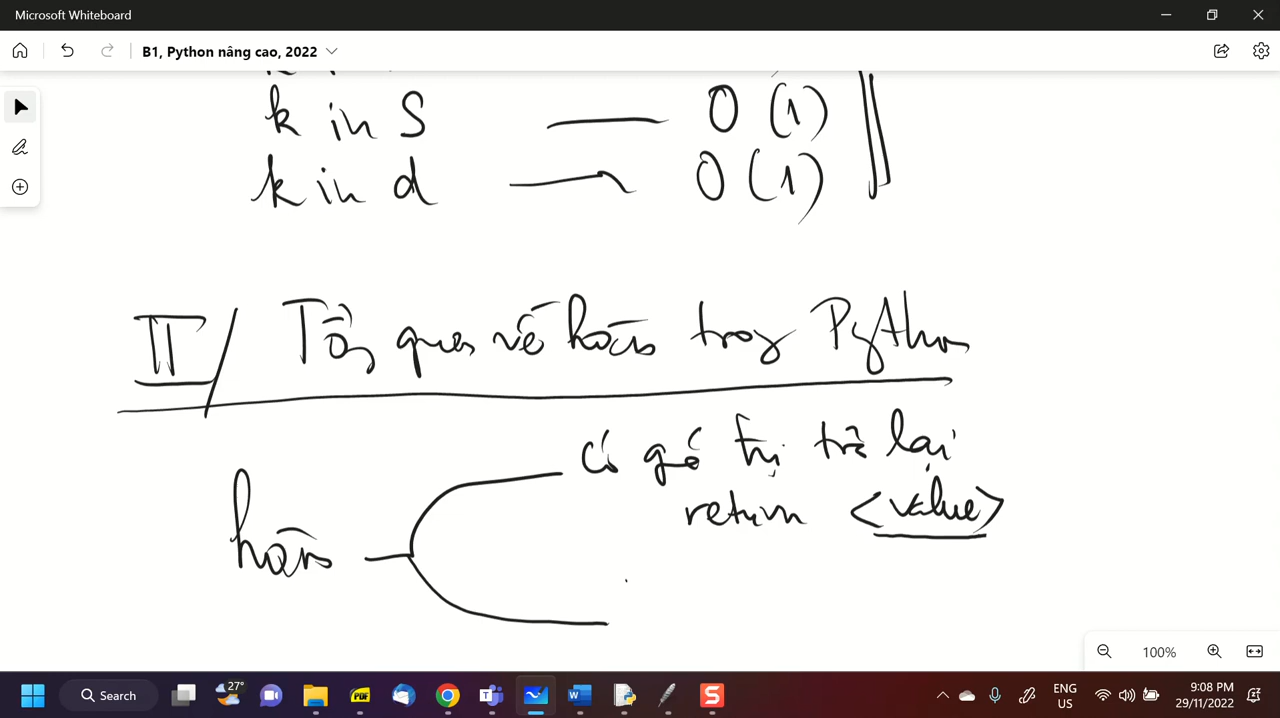 Microsoft Whiteboard
B1, Python nâng cao, 2022
k in S — O(1)
k in d — O(1)
II/ Tổng quan về hàm trong Python
có giá trị trả lại
return <value>
hàm
100%
27°
Search
PDF
ENG
US
9:08 PM
29/11/2022